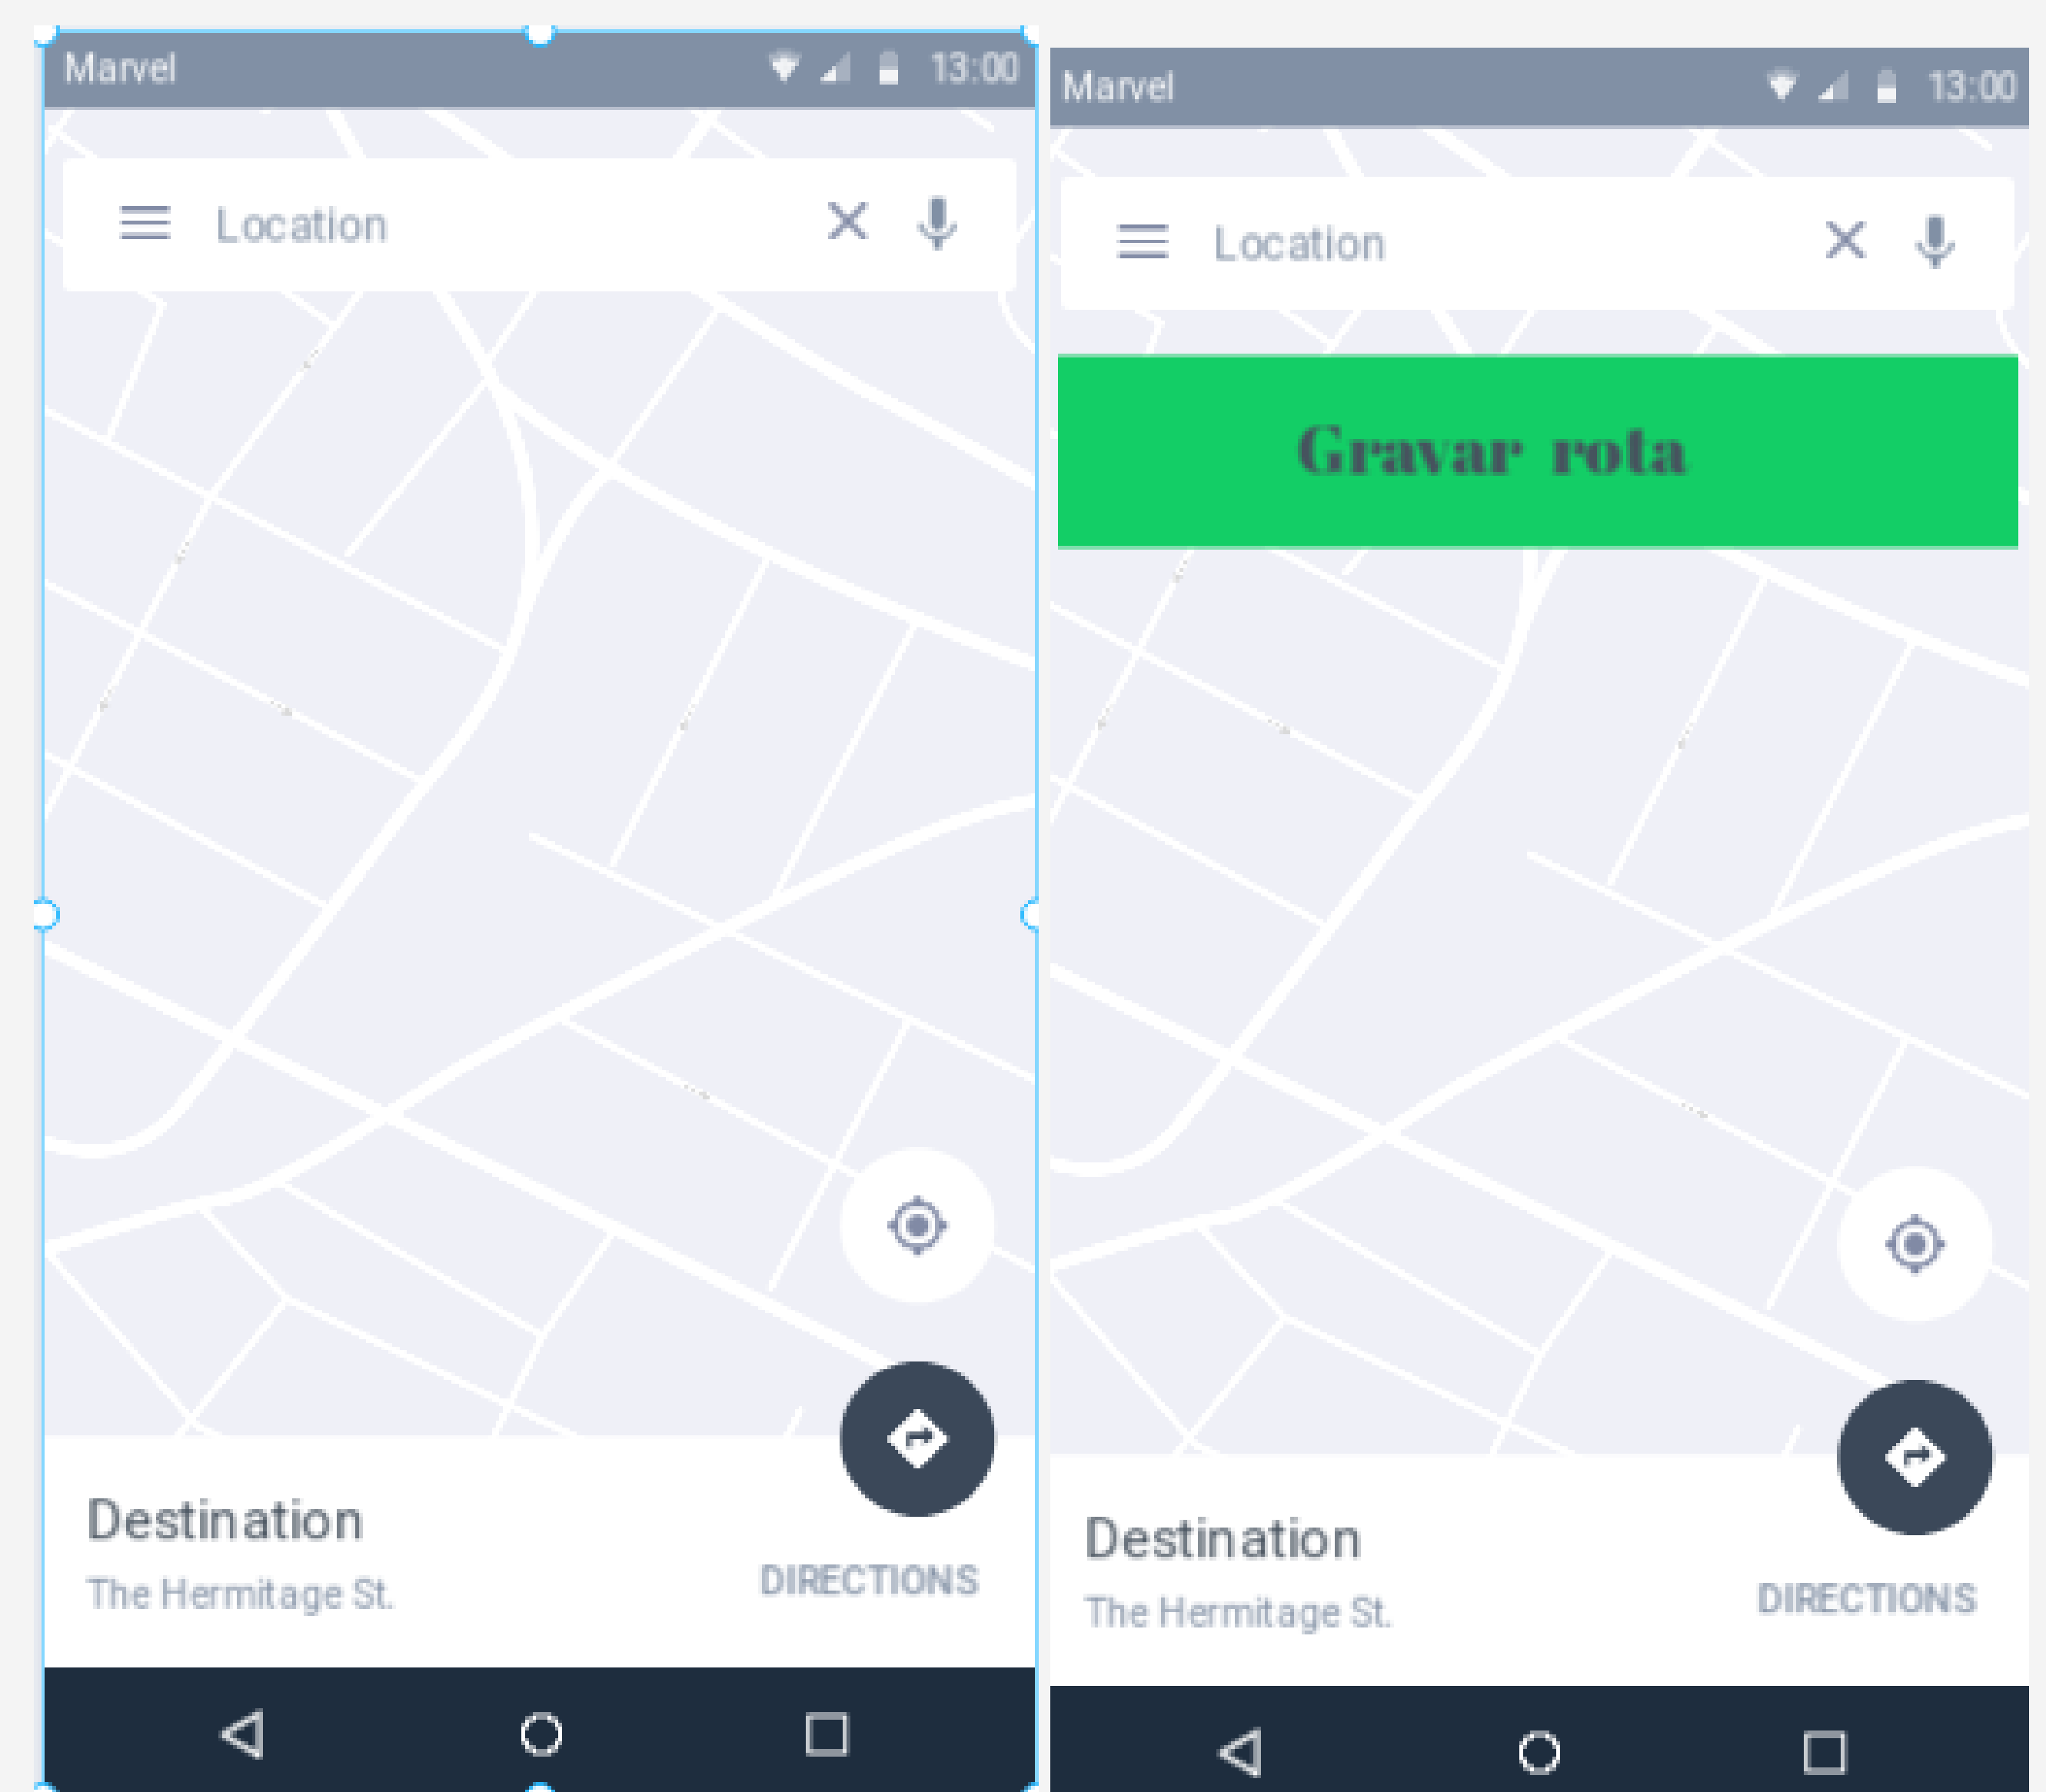 Marvel 13:00
Location
Destination
The Hermitage St.
DIRECTIONS
Marvel 13:00
Location
Gravar rota
Destination
The Hermitage St.
DIRECTIONS